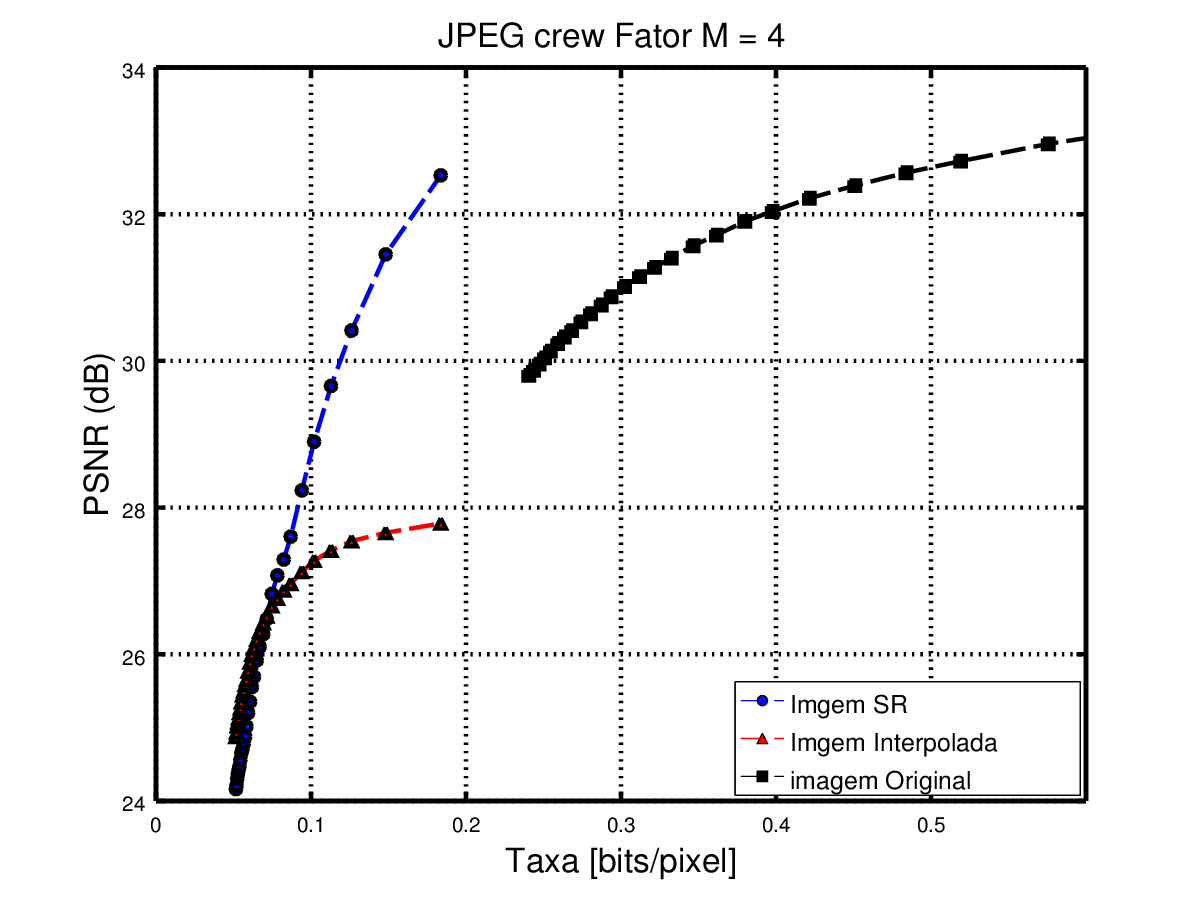 JPEG crew Fator M = 4
34
32
30
28
26
24
PSNR (dB)
0 0.1 0.2 0.3 0.4 0.5
Taxa [bits/pixel]
Imgem SR
Imgem Interpolada
imagem Original